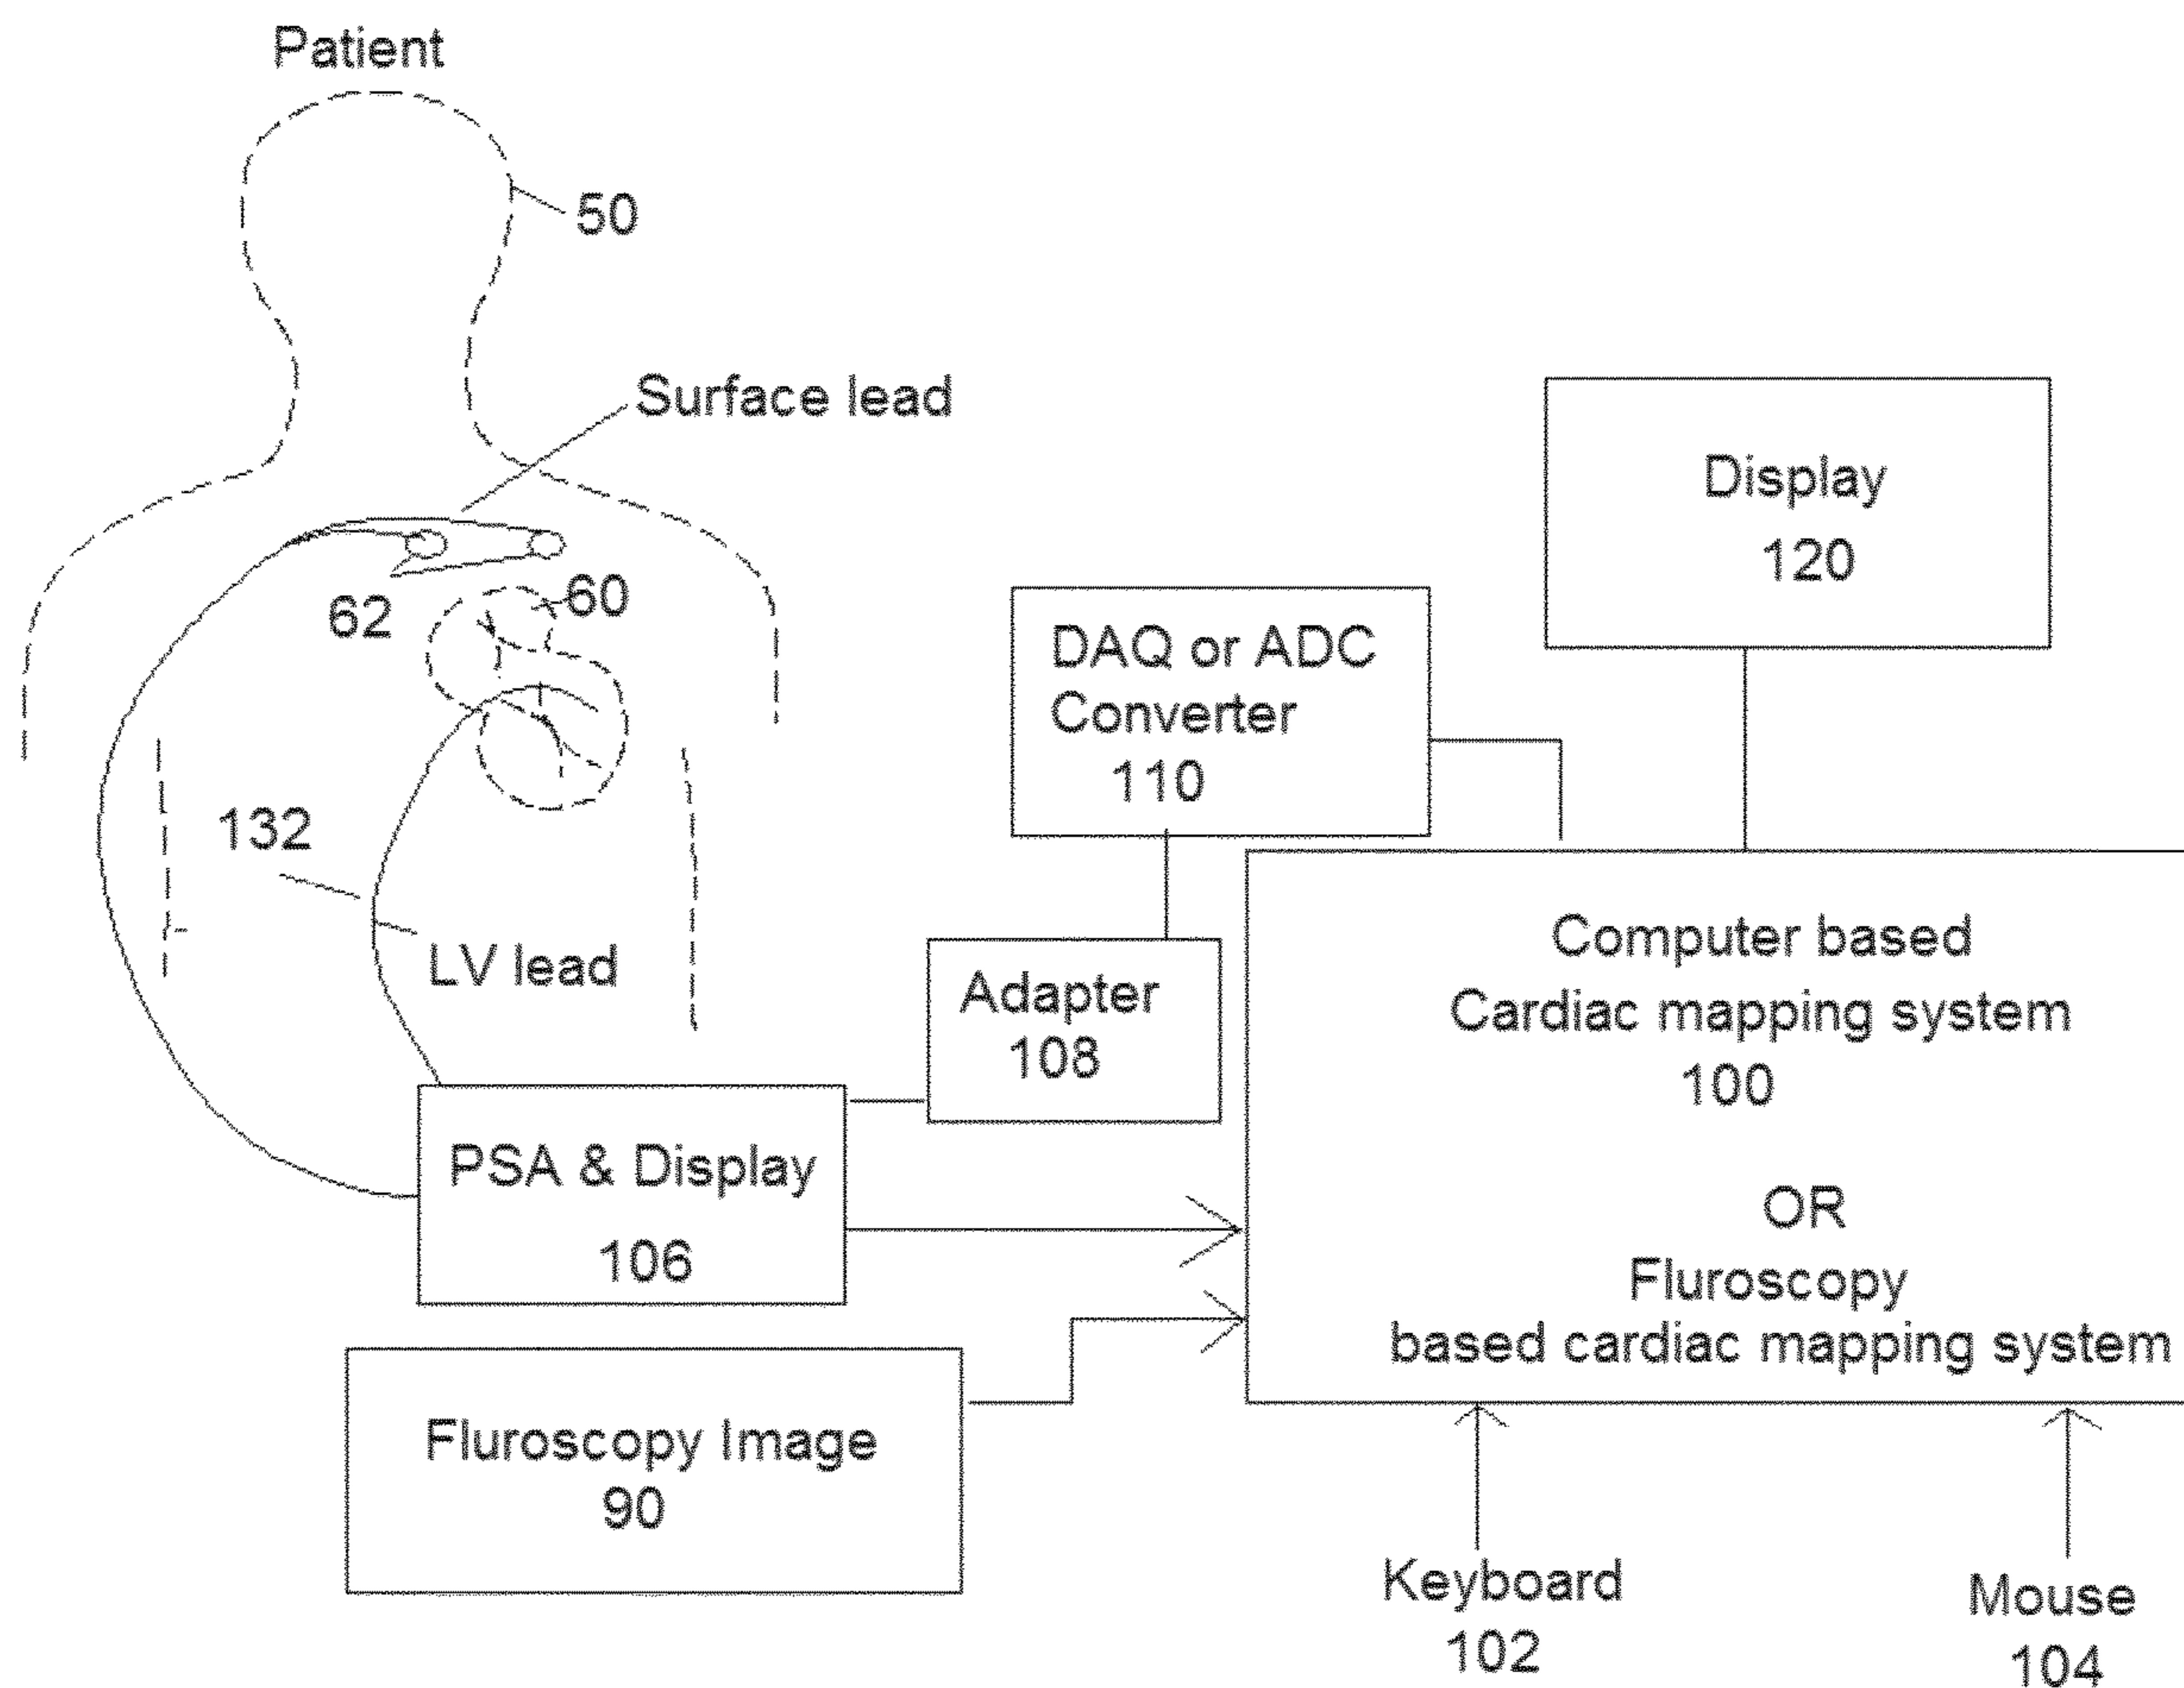 Patient
50
Surface lead
62
60
132
LV lead
Display
120
DAQ or ADC
Converter
110
Adapter
108
Computer based
Cardiac mapping system
100
OR
Fluroscopy
based cardiac mapping system
PSA & Display
106
Fluroscopy Image
90
Keyboard
102
Mouse
104